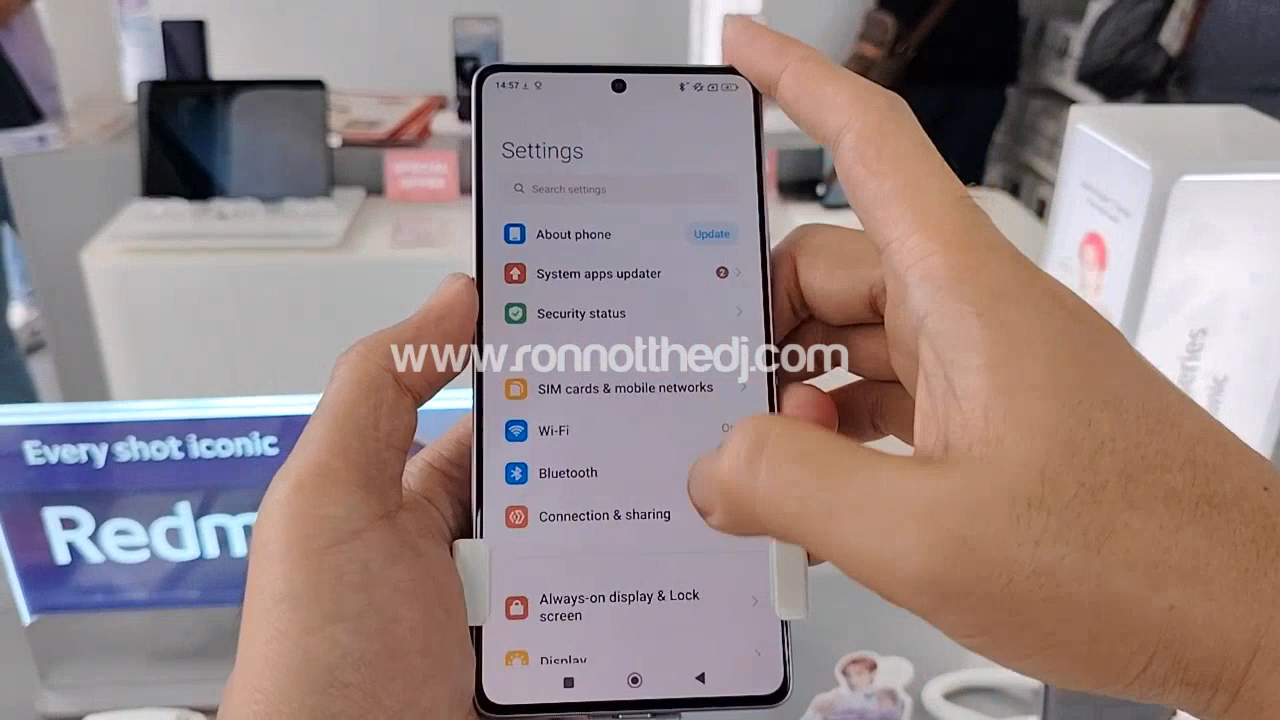 14:57
Settings
Search settings
About phone
Update
System apps updater
2
Security status
www.ronnotthedj.com
SIM cards & mobile networks
Wi-Fi
Bluetooth
Connection & sharing
Always-on display & Lock
screen
Display
Every shot iconic
Redm